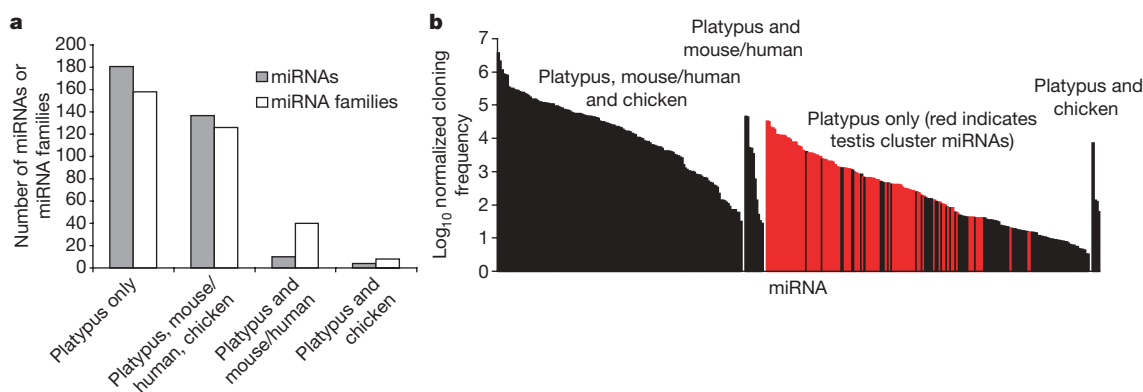 a
200
180
160
140
120
100
80
60
40
20
0
Number of miRNAs or
miRNA families
miRNAs
miRNA families
Platypus only
Platypus, mouse/
human, chicken
Platypus and
mouse/human
Platypus and
chicken
b
7
6
5
4
3
2
1
0
Log10 normalized cloning
frequency
Platypus, mouse/human
and chicken
Platypus and
mouse/human
Platypus only (red indicates
testis cluster miRNAs)
Platypus and
chicken
miRNA